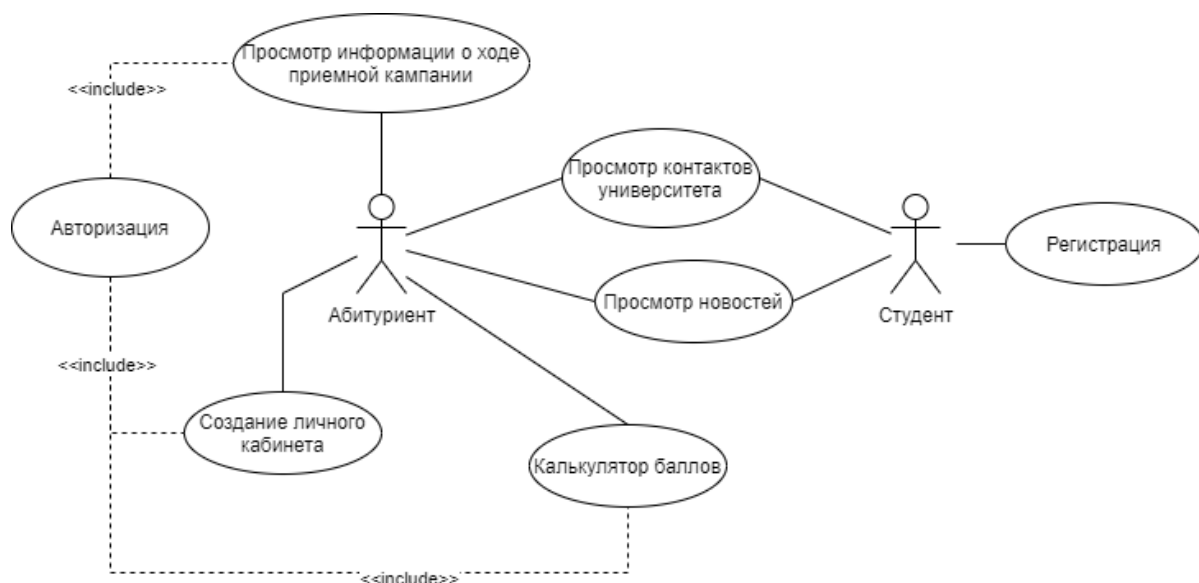 Просмотр информации о ходе
приемной кампании
<<include>>
Просмотр контактов
университета
Авторизация
Регистрация
Просмотр новостей
Абитуриент
Студент
<<include>>
Создание личного
кабинета
Калькулятор баллов
<<include>>